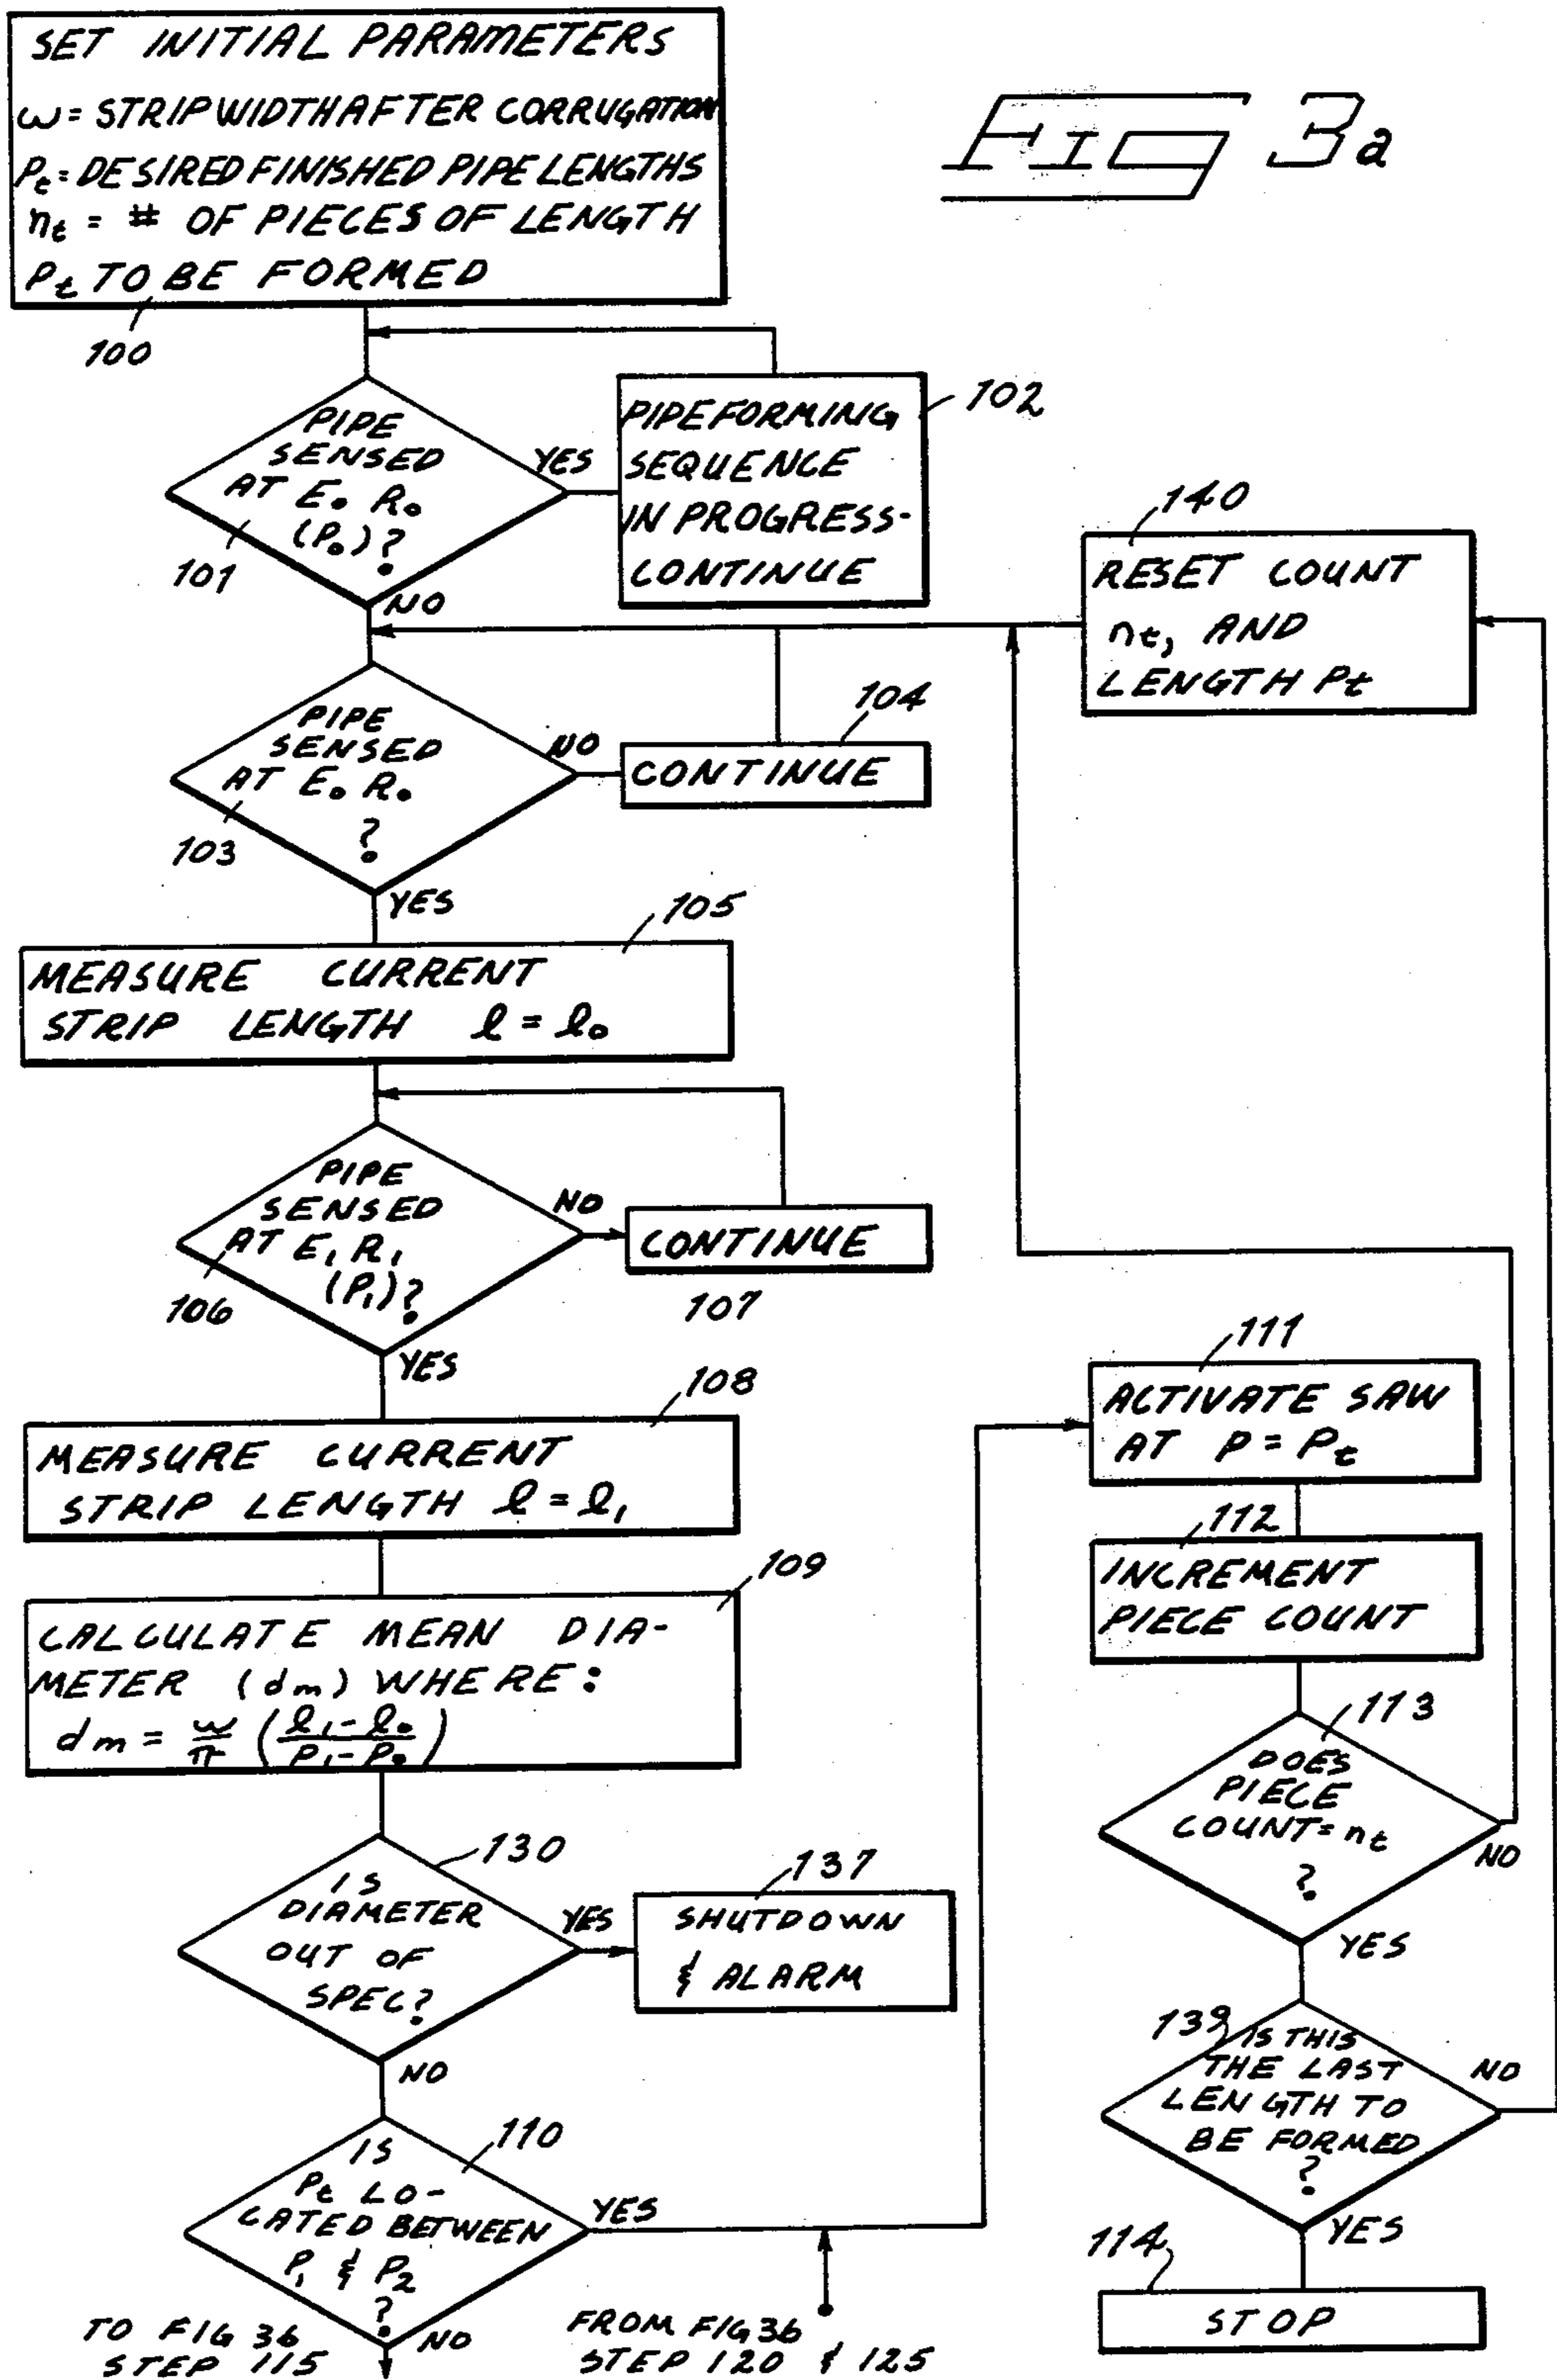 SET INITIAL PARAMETERS
ω = STRIP WIDTH AFTER CORRUGATION
Pt = DESIRED FINISHED PIPE LENGTHS
nt = # OF PIECES OF LENGTH
Pt TO BE FORMED
100
FIG 3a
PIPE
SENSED
AT E0 R0
(P0)?
101
YES
NO
PIPE FORMING
SEQUENCE
IN PROGRESS-
CONTINUE
102
140
RESET COUNT
nt, AND
LENGTH Pt
PIPE
SENSED
AT E0 R0
?
103
NO
YES
104
CONTINUE
105
MEASURE CURRENT
STRIP LENGTH ℓ = ℓ0
PIPE
SENSED
AT E1 R1
(P1)?
106
NO
YES
CONTINUE
107
108
MEASURE CURRENT
STRIP LENGTH ℓ = ℓ1
109
CALCULATE MEAN DIA-
METER (dm) WHERE:
dm = ω/π (ℓ1-ℓ0/P1-P0)
130
IS
DIAMETER
OUT OF
SPEC?
YES
NO
137
SHUTDOWN
& ALARM
110
IS
Pt LO-
CATED BETWEEN
P1 & P2
?
YES
NO
TO FIG 3b
STEP 115
FROM FIG 3b
STEP 120 & 125
111
ACTIVATE SAW
AT P = Pt
112
INCREMENT
PIECE COUNT
113
DOES
PIECE
COUNT = nt
?
NO
YES
139
IS THIS
THE LAST
LENGTH TO
BE FORMED
?
NO
YES
114
STOP